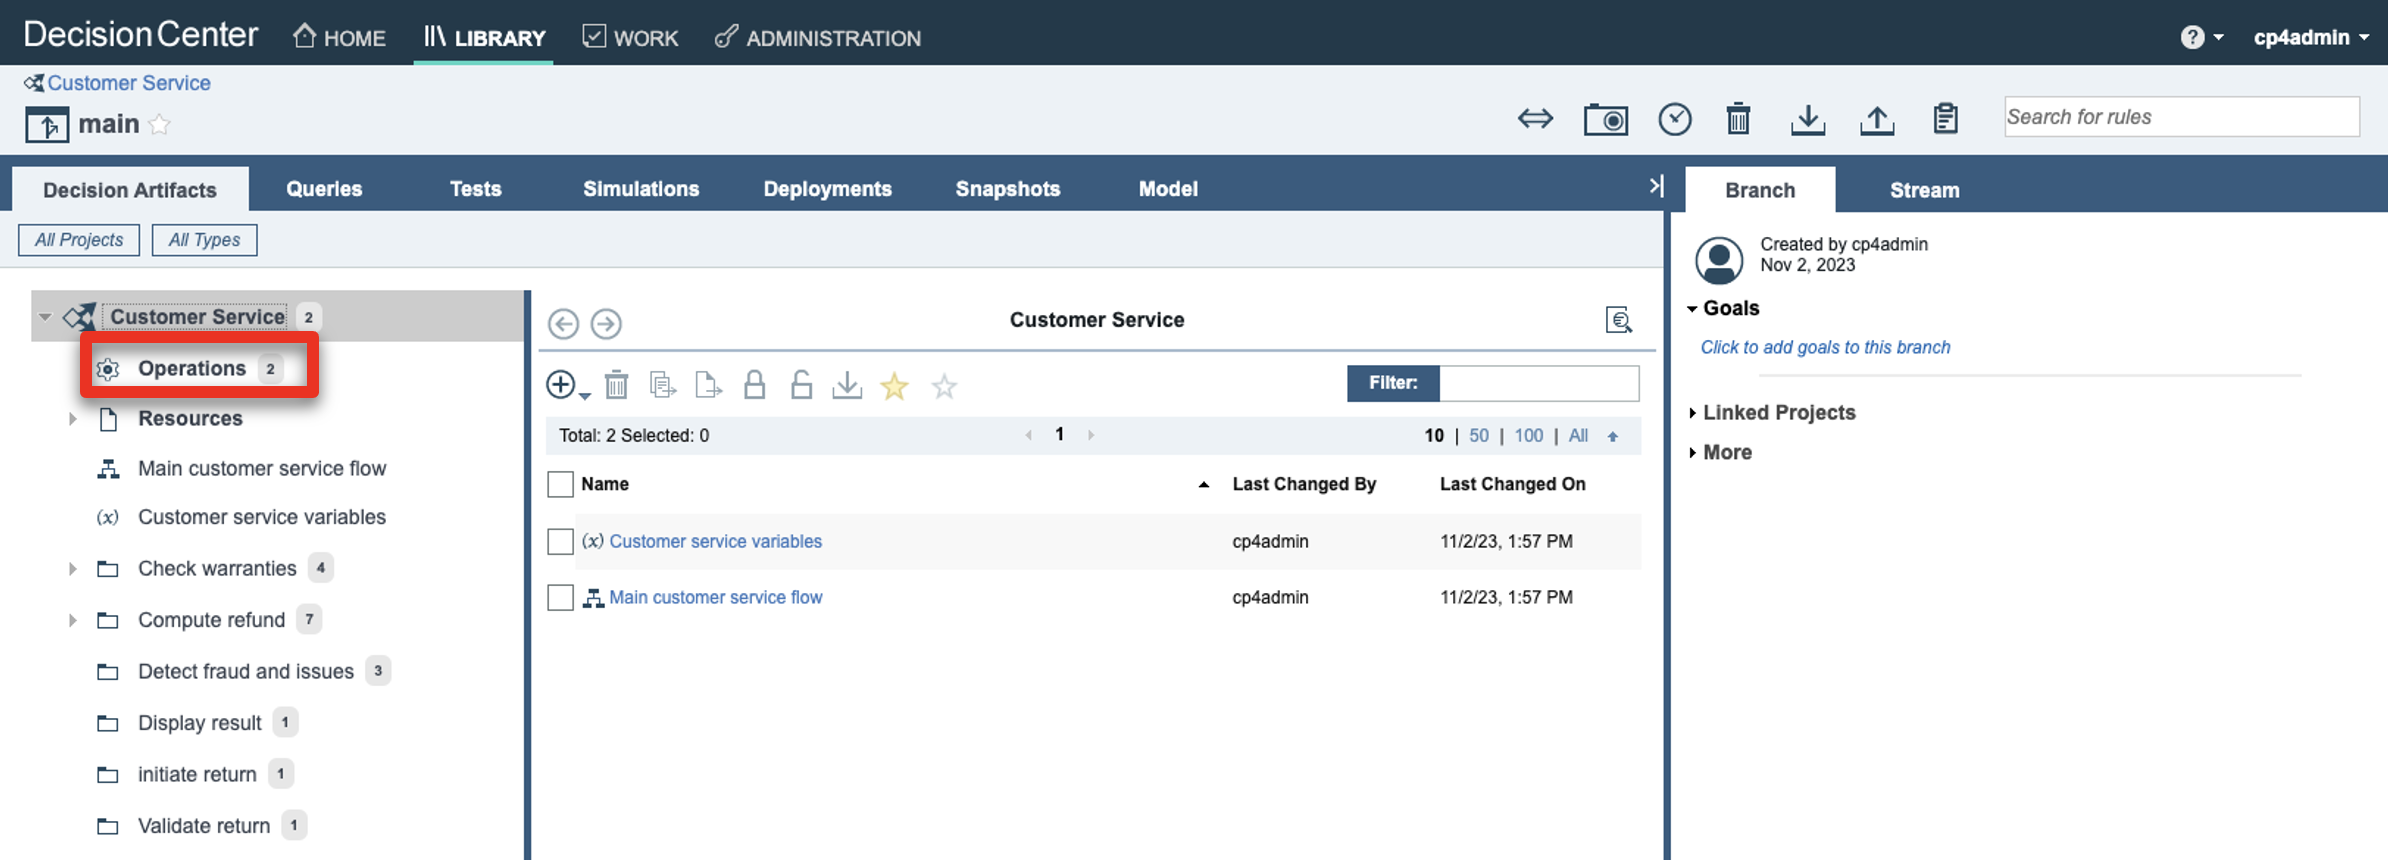 Decision Center HOME LIBRARY WORK ADMINISTRATION ? cp4admin
Customer Service
main
Search for rules
Decision Artifacts Queries Tests Simulations Deployments Snapshots Model
Branch Stream
All Projects All Types
Customer Service 2
Operations 2
Resources
Main customer service flow
(x) Customer service variables
Check warranties 4
Compute refund 7
Detect fraud and issues 3
Display result 1
initiate return 1
Validate return 1
Customer Service
Filter:
Total: 2 Selected: 0 1 10 | 50 | 100 | All
Name Last Changed By Last Changed On
(x) Customer service variables cp4admin 11/2/23, 1:57 PM
Main customer service flow cp4admin 11/2/23, 1:57 PM
Created by cp4admin
Nov 2, 2023
Goals
Click to add goals to this branch
Linked Projects
More